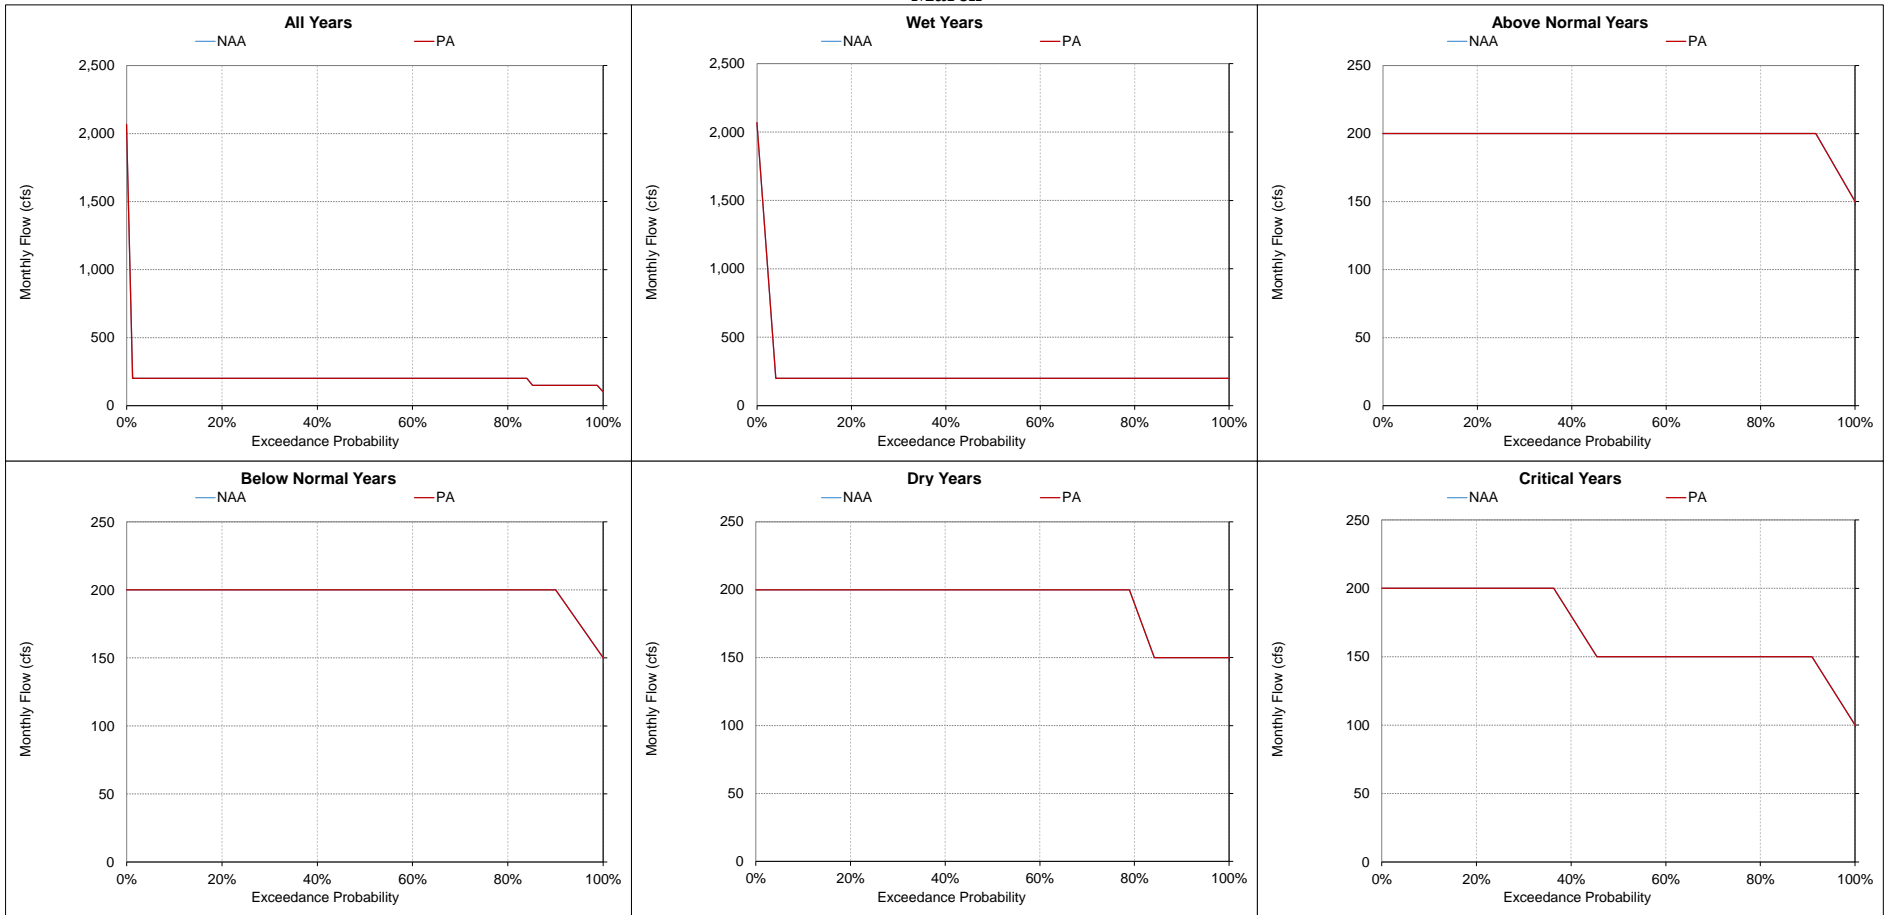 All Years
NAA PA
2,500
2,000
1,500
1,000
500
0
0% 20% 40% 60% 80% 100%
Monthly Flow (cfs)
Exceedance Probability
Wet Years
NAA PA
2,500
2,000
1,500
1,000
500
0
0% 20% 40% 60% 80% 100%
Monthly Flow (cfs)
Exceedance Probability
Above Normal Years
NAA PA
250
200
150
100
50
0
0% 20% 40% 60% 80% 100%
Monthly Flow (cfs)
Exceedance Probability
Below Normal Years
NAA PA
250
200
150
100
50
0
0% 20% 40% 60% 80% 100%
Monthly Flow (cfs)
Exceedance Probability
Dry Years
NAA PA
250
200
150
100
50
0
0% 20% 40% 60% 80% 100%
Monthly Flow (cfs)
Exceedance Probability
Critical Years
NAA PA
250
200
150
100
50
0
0% 20% 40% 60% 80% 100%
Monthly Flow (cfs)
Exceedance Probability